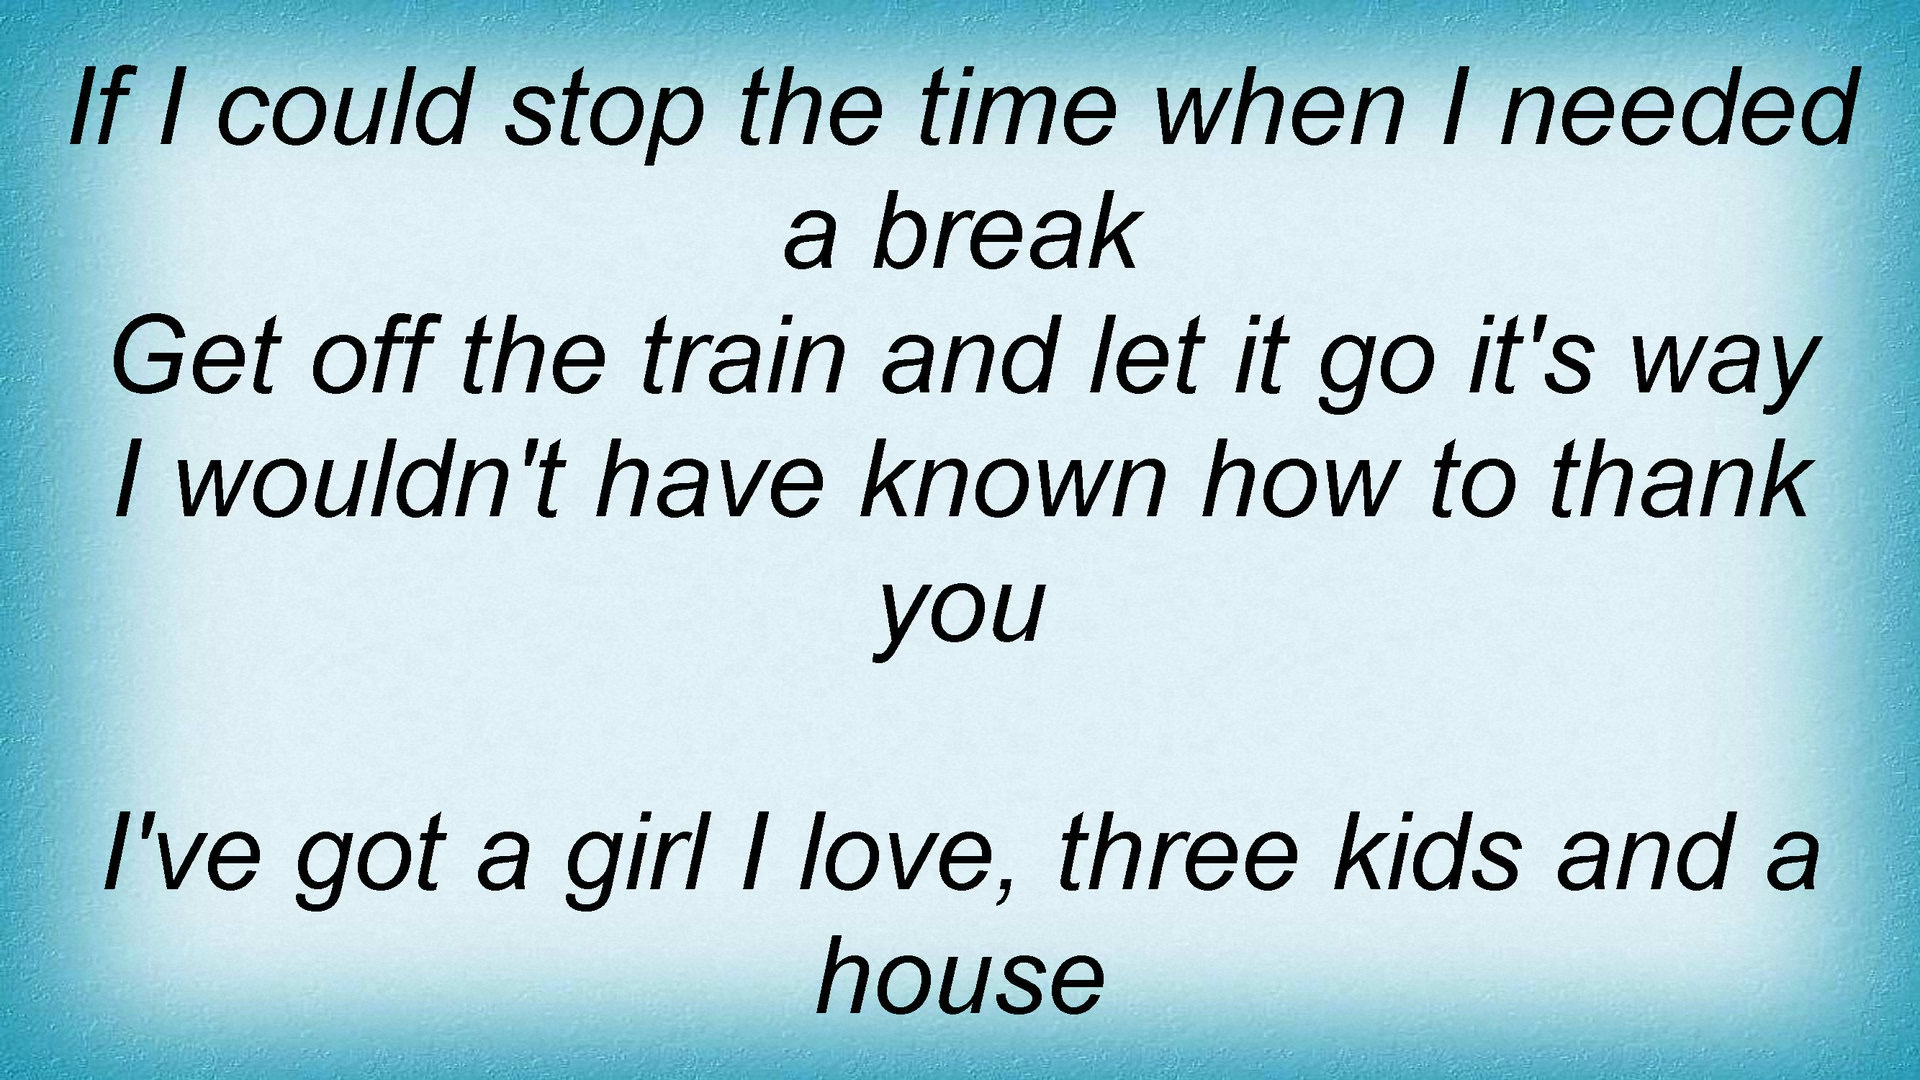 If I could stop the time when I needed
a break
Get off the train and let it go it's way
I wouldn't have known how to thank
you
I've got a girl I love, three kids and a
house